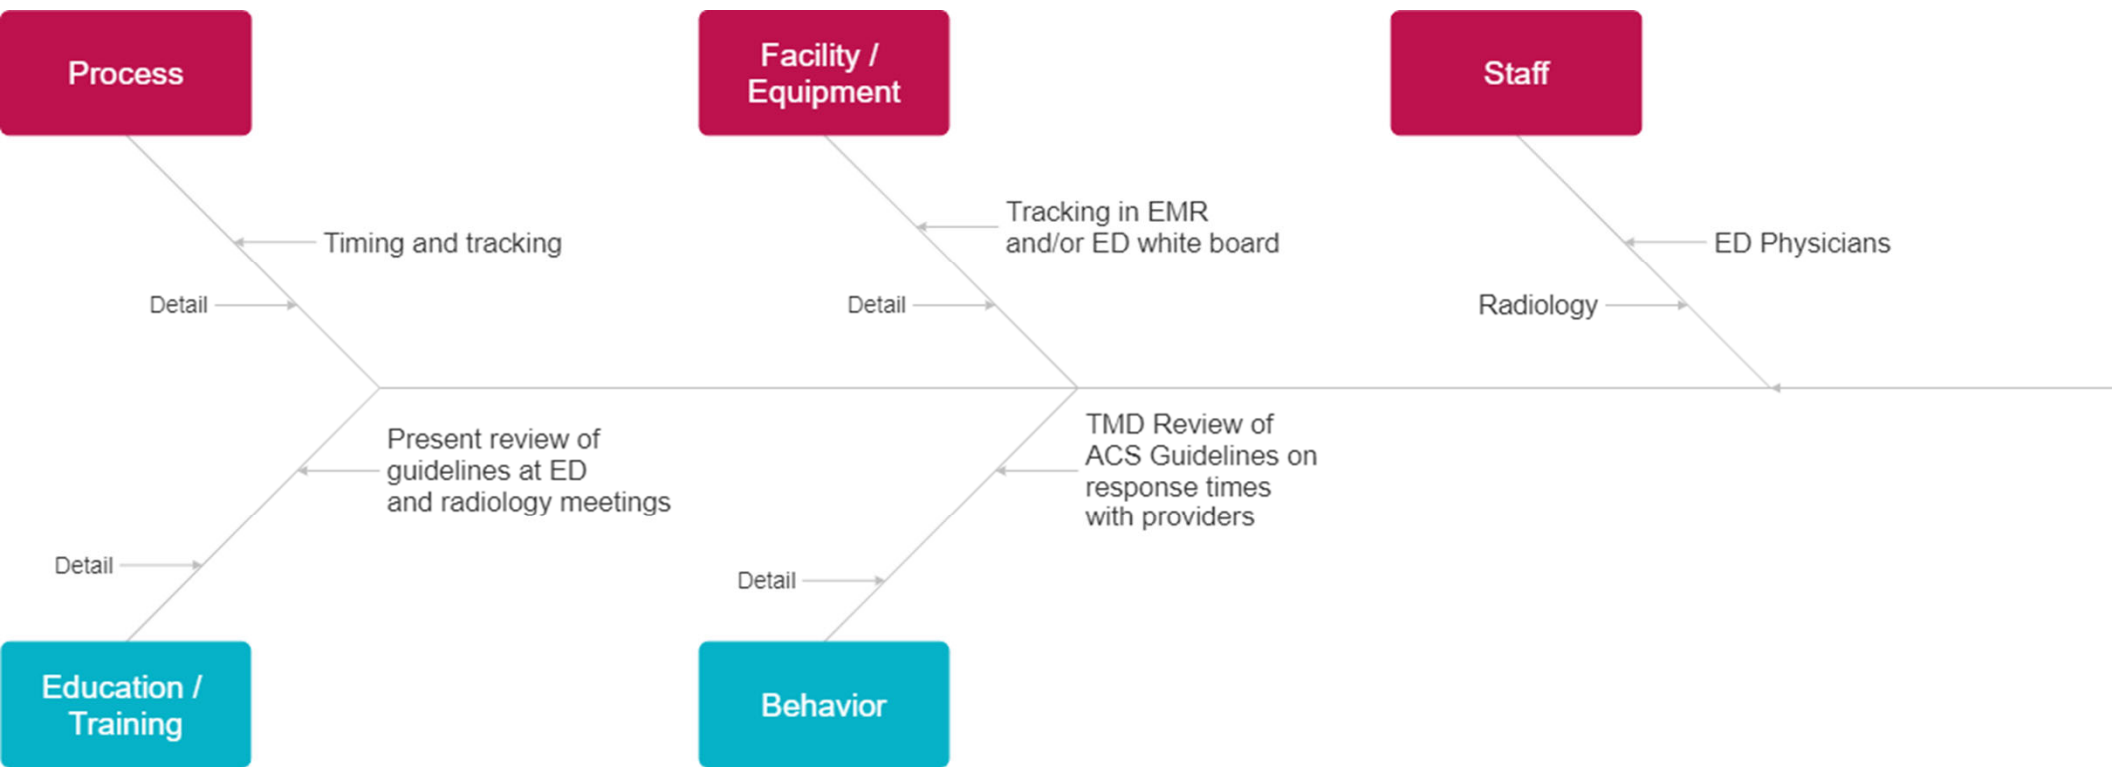 Process
Facility /
Equipment
Staff
Timing and tracking
Detail
Tracking in EMR
and/or ED white board
Detail
ED Physicians
Radiology
Present review of
guidelines at ED
and radiology meetings
Detail
TMD Review of
ACS Guidelines on
response times
with providers
Detail
Education /
Training
Behavior